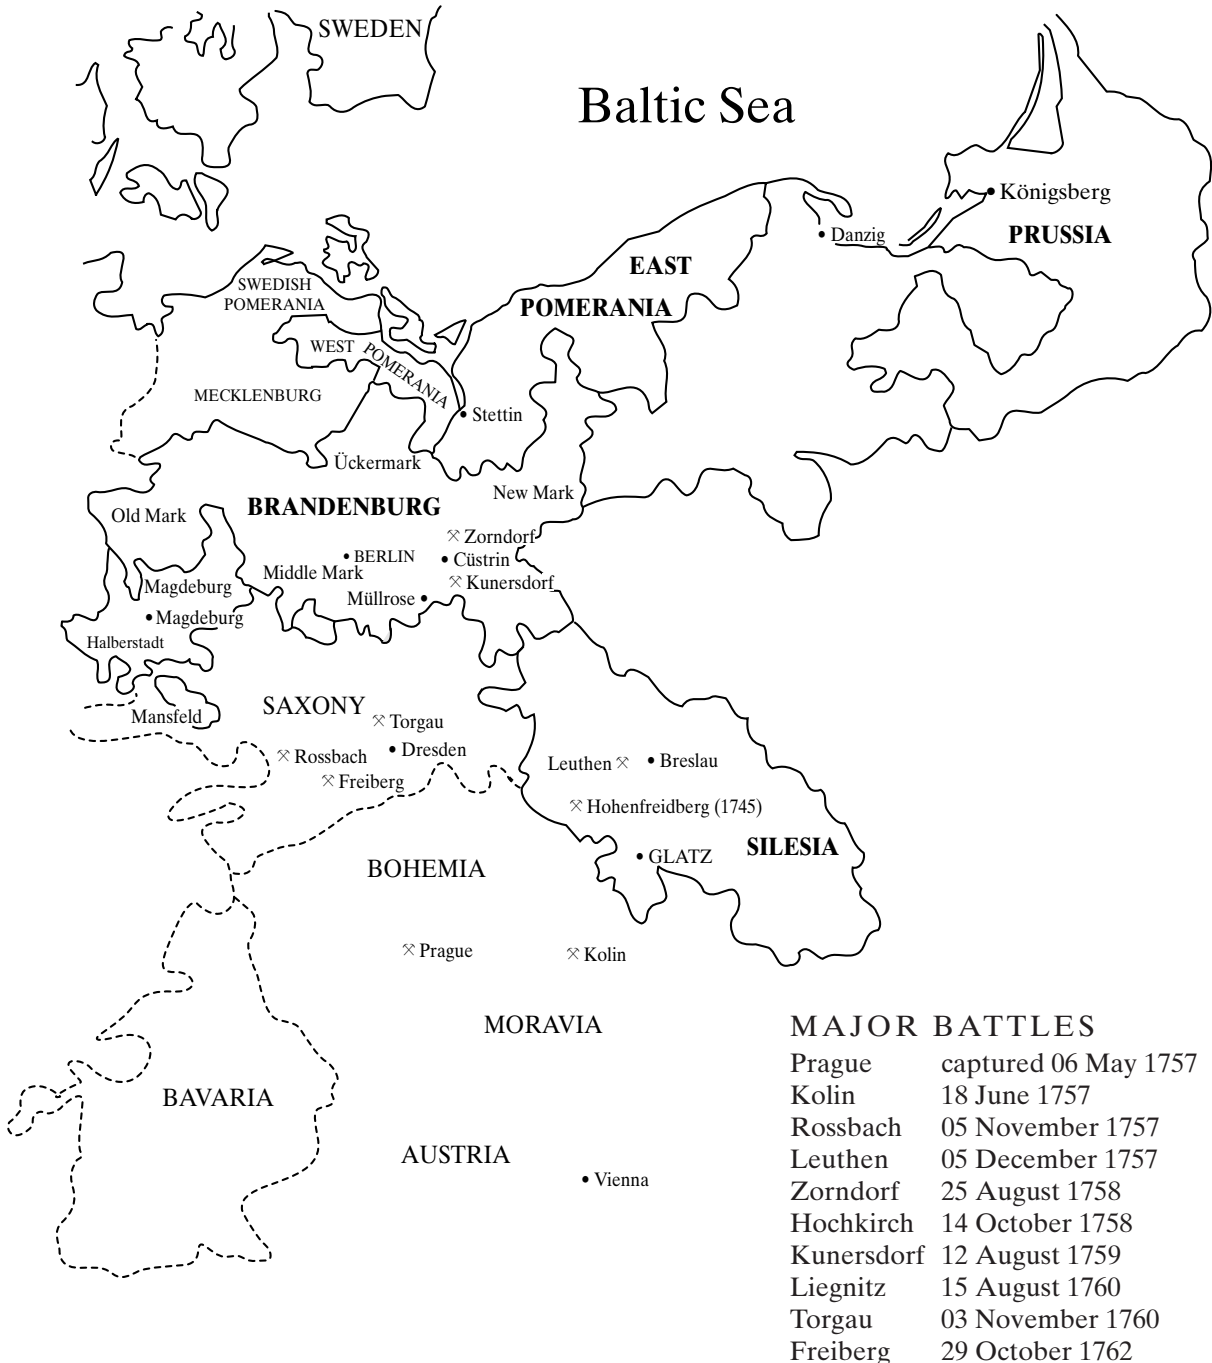 SWEDEN
Baltic Sea
Königsberg
PRUSSIA
Danzig
EAST
POMERANIA
SWEDISH
POMERANIA
WEST POMERANIA
MECKLENBURG
Stettin
Ückermark
New Mark
BRANDENBURG
Old Mark
Zorndorf
BERLIN
Cüstrin
Middle Mark
Kunersdorf
Magdeburg
Müllrose
Magdeburg
Halberstadt
SAXONY
Mansfeld
Torgau
Dresden
Rossbach
Leuthen
Breslau
Freiberg
Hohenfreidberg (1745)
SILESIA
GLATZ
BOHEMIA
Prague
Kolin
MORAVIA
BAVARIA
AUSTRIA
Vienna
MAJOR BATTLES
Prague captured 06 May 1757
Kolin 18 June 1757
Rossbach 05 November 1757
Leuthen 05 December 1757
Zorndorf 25 August 1758
Hochkirch 14 October 1758
Kunersdorf 12 August 1759
Liegnitz 15 August 1760
Torgau 03 November 1760
Freiberg 29 October 1762